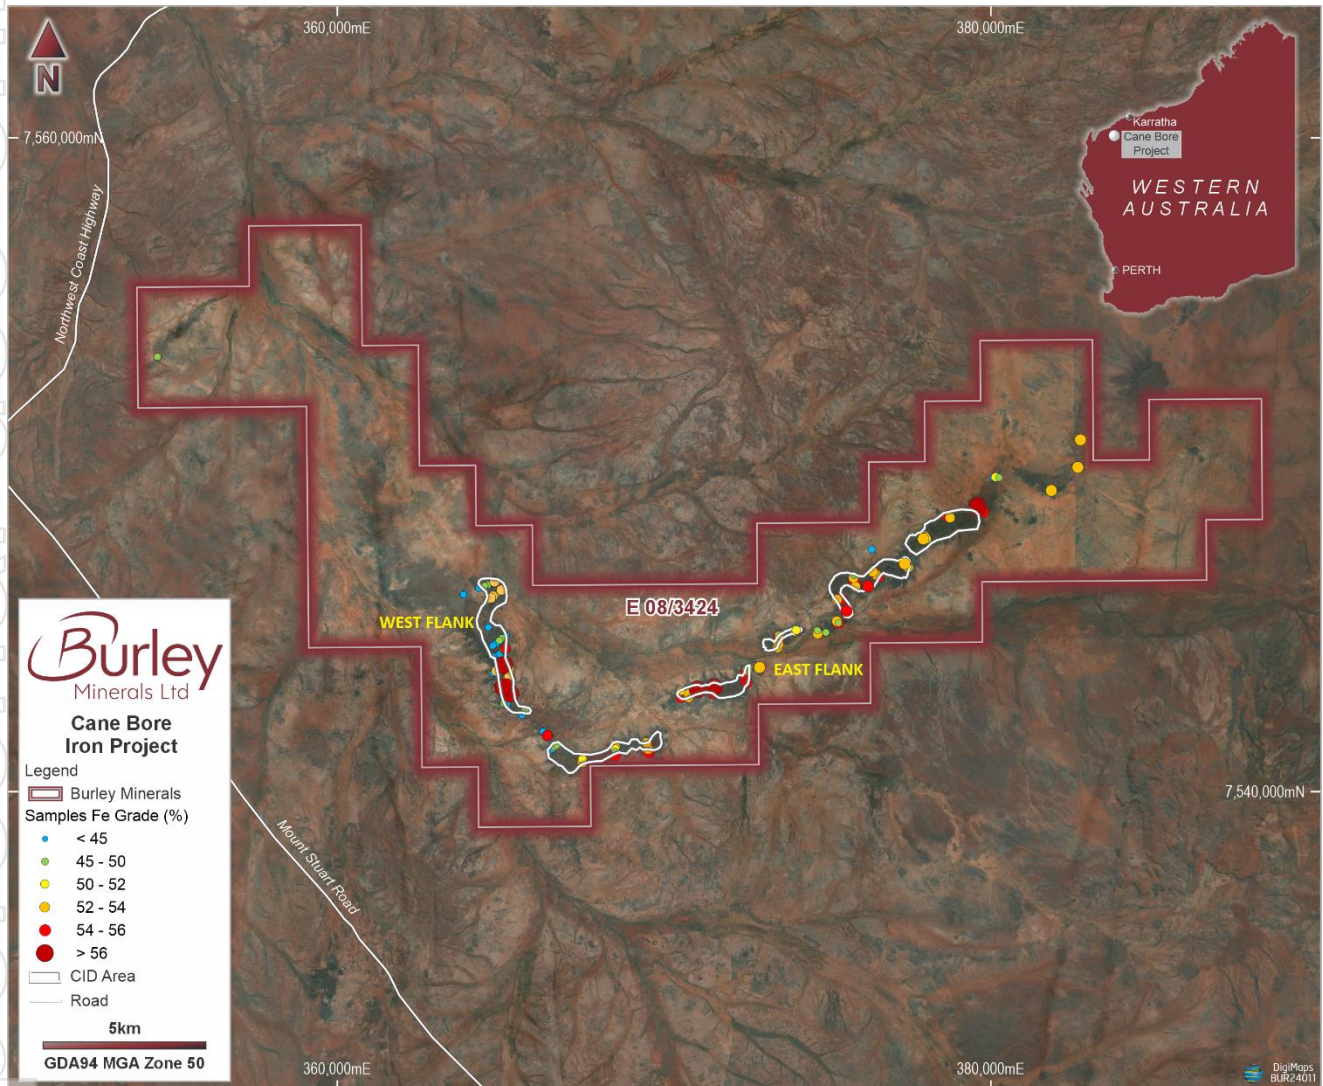 360,000mE
380,000mE
N
7,560,000mN
Northwest Coast Highway
Karratha
Cane Bore
Project
WESTERN
AUSTRALIA
PERTH
E 08/3424
WEST FLANK
EAST FLANK
Burley
Minerals Ltd
Cane Bore
Iron Project
Legend
Burley Minerals
Samples Fe Grade (%)
< 45
45 - 50
50 - 52
52 - 54
54 - 56
> 56
CID Area
Road
5km
GDA94 MGA Zone 50
Mount Stuart Road
7,540,000mN
360,000mE
380,000mE
DigiMaps
BUR24011